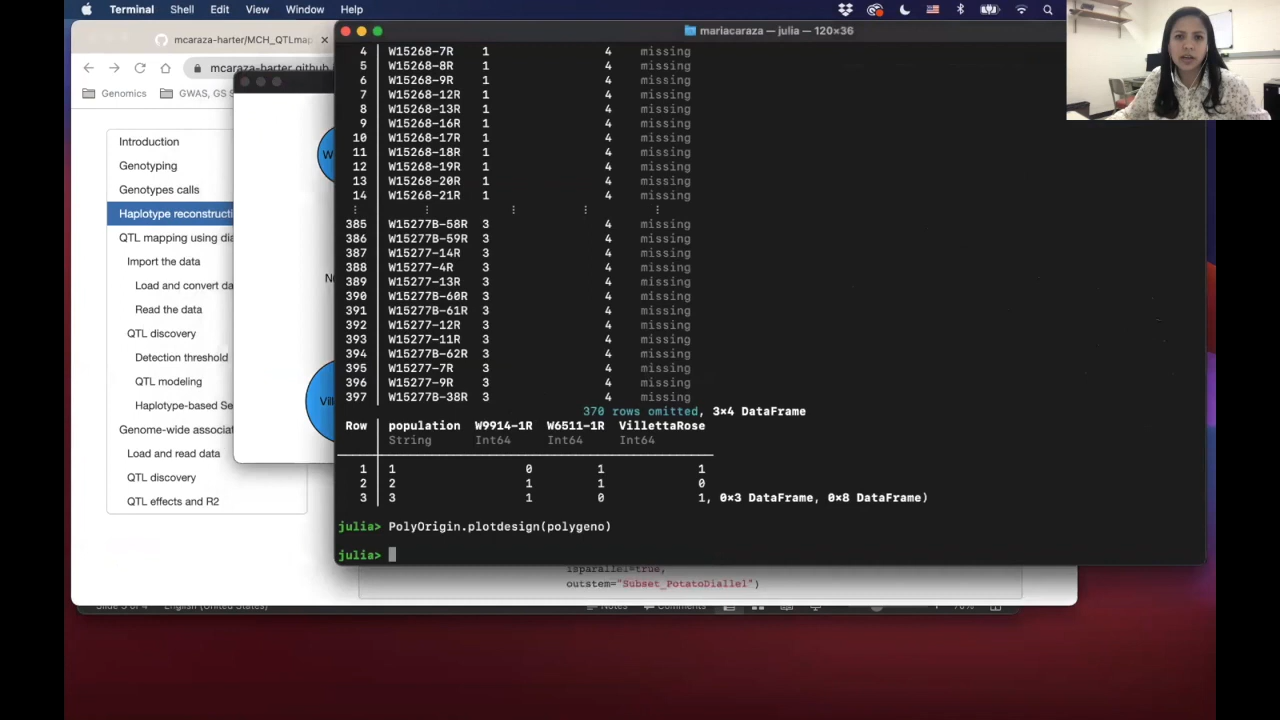 Terminal Shell Edit View Window Help
mcaraza-harter/MCH_QTLmap
mcaraza-harter.github
Genomics
GWAS, GS S
Introduction
Genotyping
Genotypes calls
Haplotype reconstructi
QTL mapping using dia
Import the data
Load and convert da
Read the data
QTL discovery
Detection threshold
QTL modeling
Haplotype-based Se
Genome-wide associat
Load and read data
QTL discovery
QTL effects and R2
W
Vil
mariacaraza — julia — 120×36
4 W15268-7R 1 4 missing
5 W15268-8R 1 4 missing
6 W15268-9R 1 4 missing
7 W15268-12R 1 4 missing
8 W15268-13R 1 4 missing
9 W15268-16R 1 4 missing
10 W15268-17R 1 4 missing
11 W15268-18R 1 4 missing
12 W15268-19R 1 4 missing
13 W15268-20R 1 4 missing
14 W15268-21R 1 4 missing
⋮ ⋮ ⋮ ⋮ ⋮
385 W15277B-58R 3 4 missing
386 W15277B-59R 3 4 missing
387 W15277-14R 3 4 missing
388 W15277-4R 3 4 missing
389 W15277-13R 3 4 missing
390 W15277B-60R 3 4 missing
391 W15277B-61R 3 4 missing
392 W15277-12R 3 4 missing
393 W15277-11R 3 4 missing
394 W15277B-62R 3 4 missing
395 W15277-7R 3 4 missing
396 W15277-9R 3 4 missing
397 W15277B-38R 3 4 missing
370 rows omitted, 3×4 DataFrame
Row population W9914-1R W6511-1R VillettaRose
String Int64 Int64 Int64
1 1 0 1 1
2 2 1 1 0
3 3 1 0 1, 0×3 DataFrame, 0×8 DataFrame)
julia> PolyOrigin.plotdesign(polygeno)
julia>
isparallel=true,
outstem="Subset_PotatoDiallel")
English (United States) Notes Comments